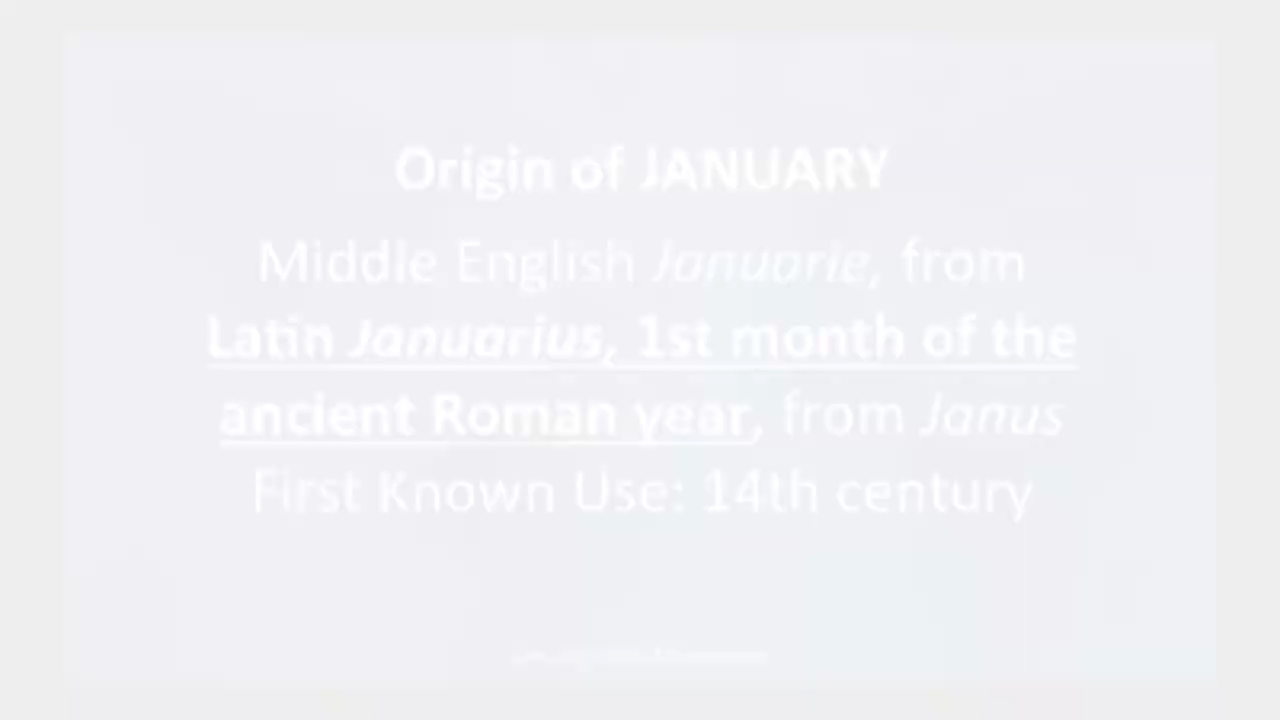 Origin of JANUARY
Middle English Januarie, from
Latin Januarius, 1st month of the
ancient Roman year, from Janus
First Known Use: 14th century